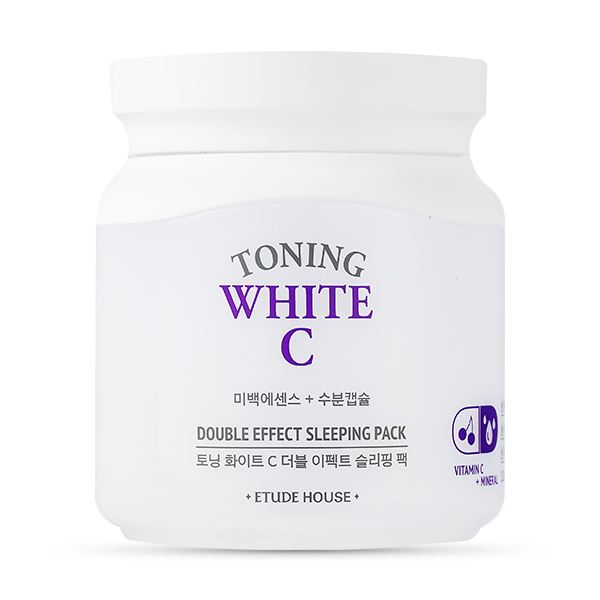 TONING
WHITE
C
미백에센스 + 수분캡슐
DOUBLE EFFECT SLEEPING PACK
토닝 화이트 C 더블 이펙트 슬리핑 팩
+ ETUDE HOUSE +
VITAMIN C
+ MINERAL